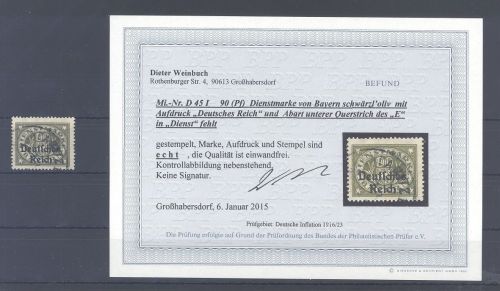 Dieter Weinbuch
Rothenburger Str. 4, 90613 Großhabersdorf
BEFUND
Mi.-Nr. D 45 I 90 (Pf) Dienstmarke von Bayern schwärzl'oliv mit
Aufdruck „Deutsches Reich" und Abart unterer Querstrich des „E"
in „Dienst" fehlt
gestempelt, Marke, Aufdruck und Stempel sind
echt, die Qualität ist einwandfrei.
Kontrollabbildung nebenstehend.
Keine Signatur.
Großhabersdorf, 6. Januar 2015
Prüfgebiet: Deutsche Inflation 1916/23
Die Prüfung erfolgte auf Grund der Prüfordnung des Bundes der Philatelistischen Prüfer e.V.
Deutsches
Reich
Deutsches
Reich